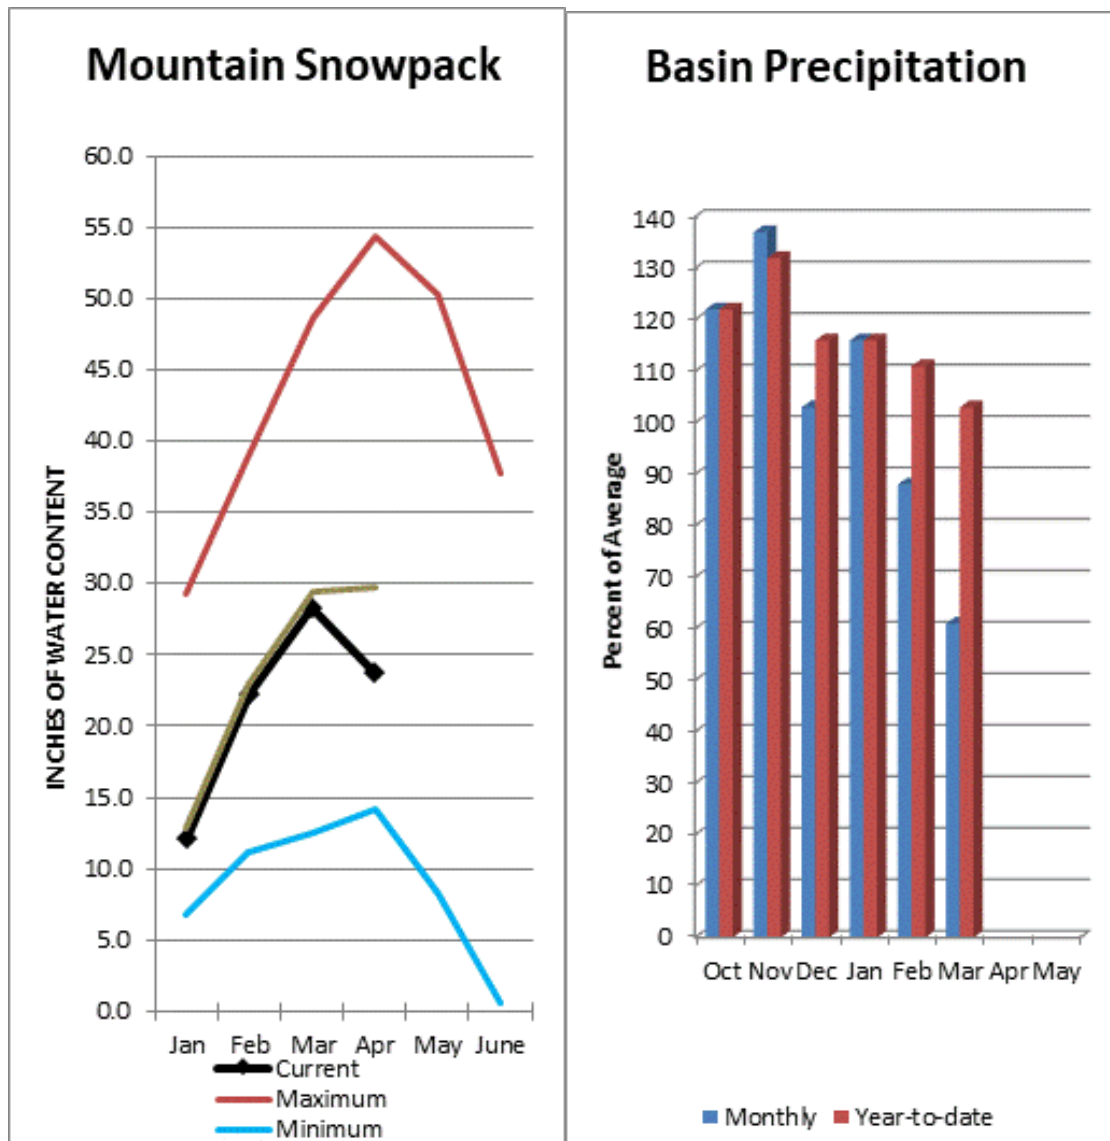 Mountain Snowpack
INCHES OF WATER CONTENT
60.0
55.0
50.0
45.0
40.0
35.0
30.0
25.0
20.0
15.0
10.0
5.0
0.0
Jan Feb Mar Apr May June
Current
Maximum
Minimum
Basin Precipitation
Percent of Average
140
130
120
110
100
90
80
70
60
50
40
30
20
10
0
Oct Nov Dec Jan Feb Mar Apr May
Monthly Year-to-date